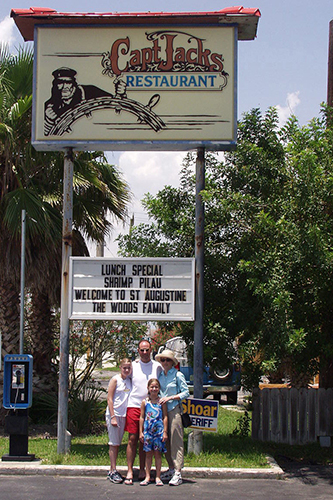 Capt Jacks
RESTAURANT
LUNCH SPECIAL
SHRIMP PILAU
WELCOME TO ST AUGUSTINE
THE WOODS FAMILY
Shoar
SHERIFF